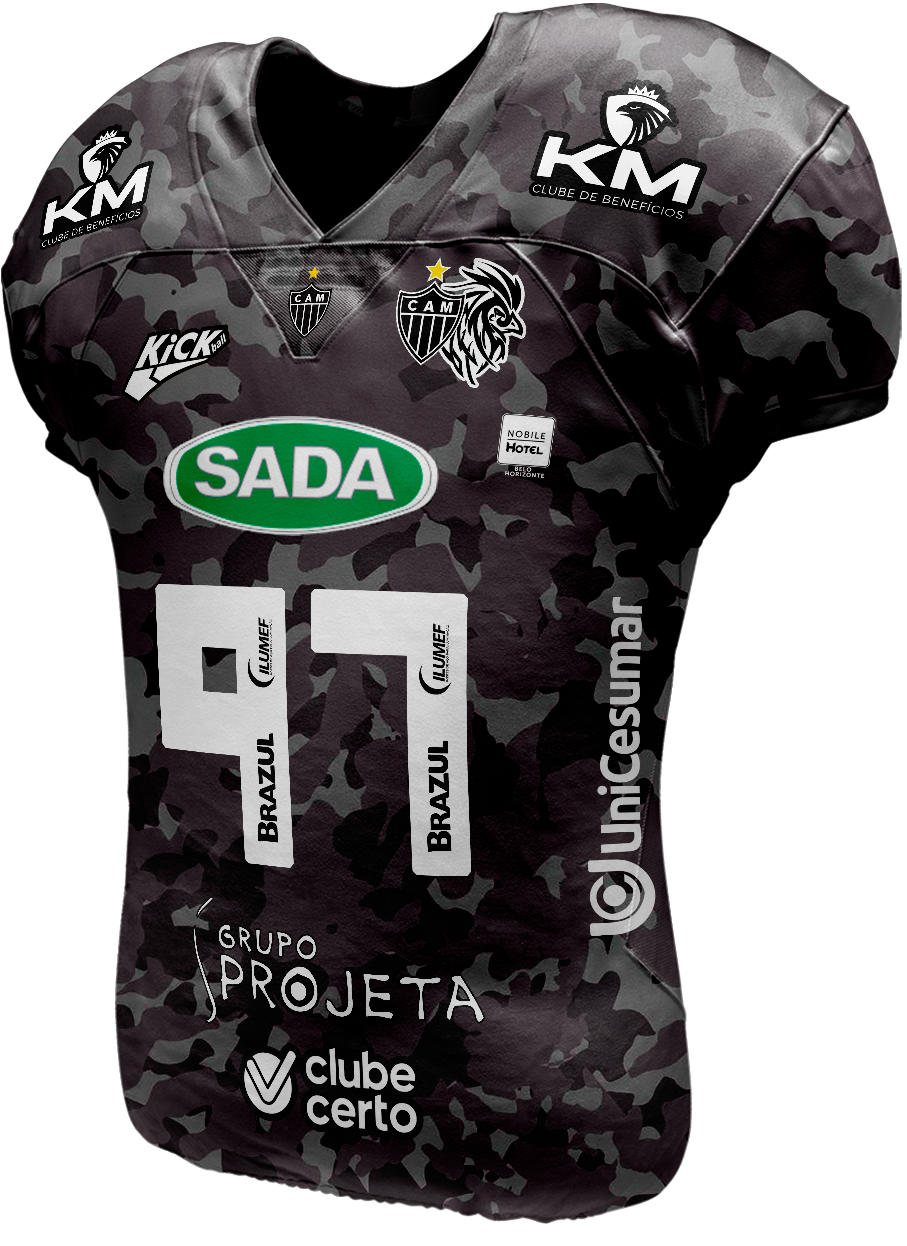 KM
CLUBE DE BENEFÍCIOS
KM
CLUBE DE BENEFÍCIOS
CAM
CAM
KiCK
ball
SADA
NOBILE
HOTEL
BELO
HORIZONTE
97
ILUMEF
ILUMEF
BRAZUL
BRAZUL
UniCesumar
GRUPO
PROJETA
clube
certo